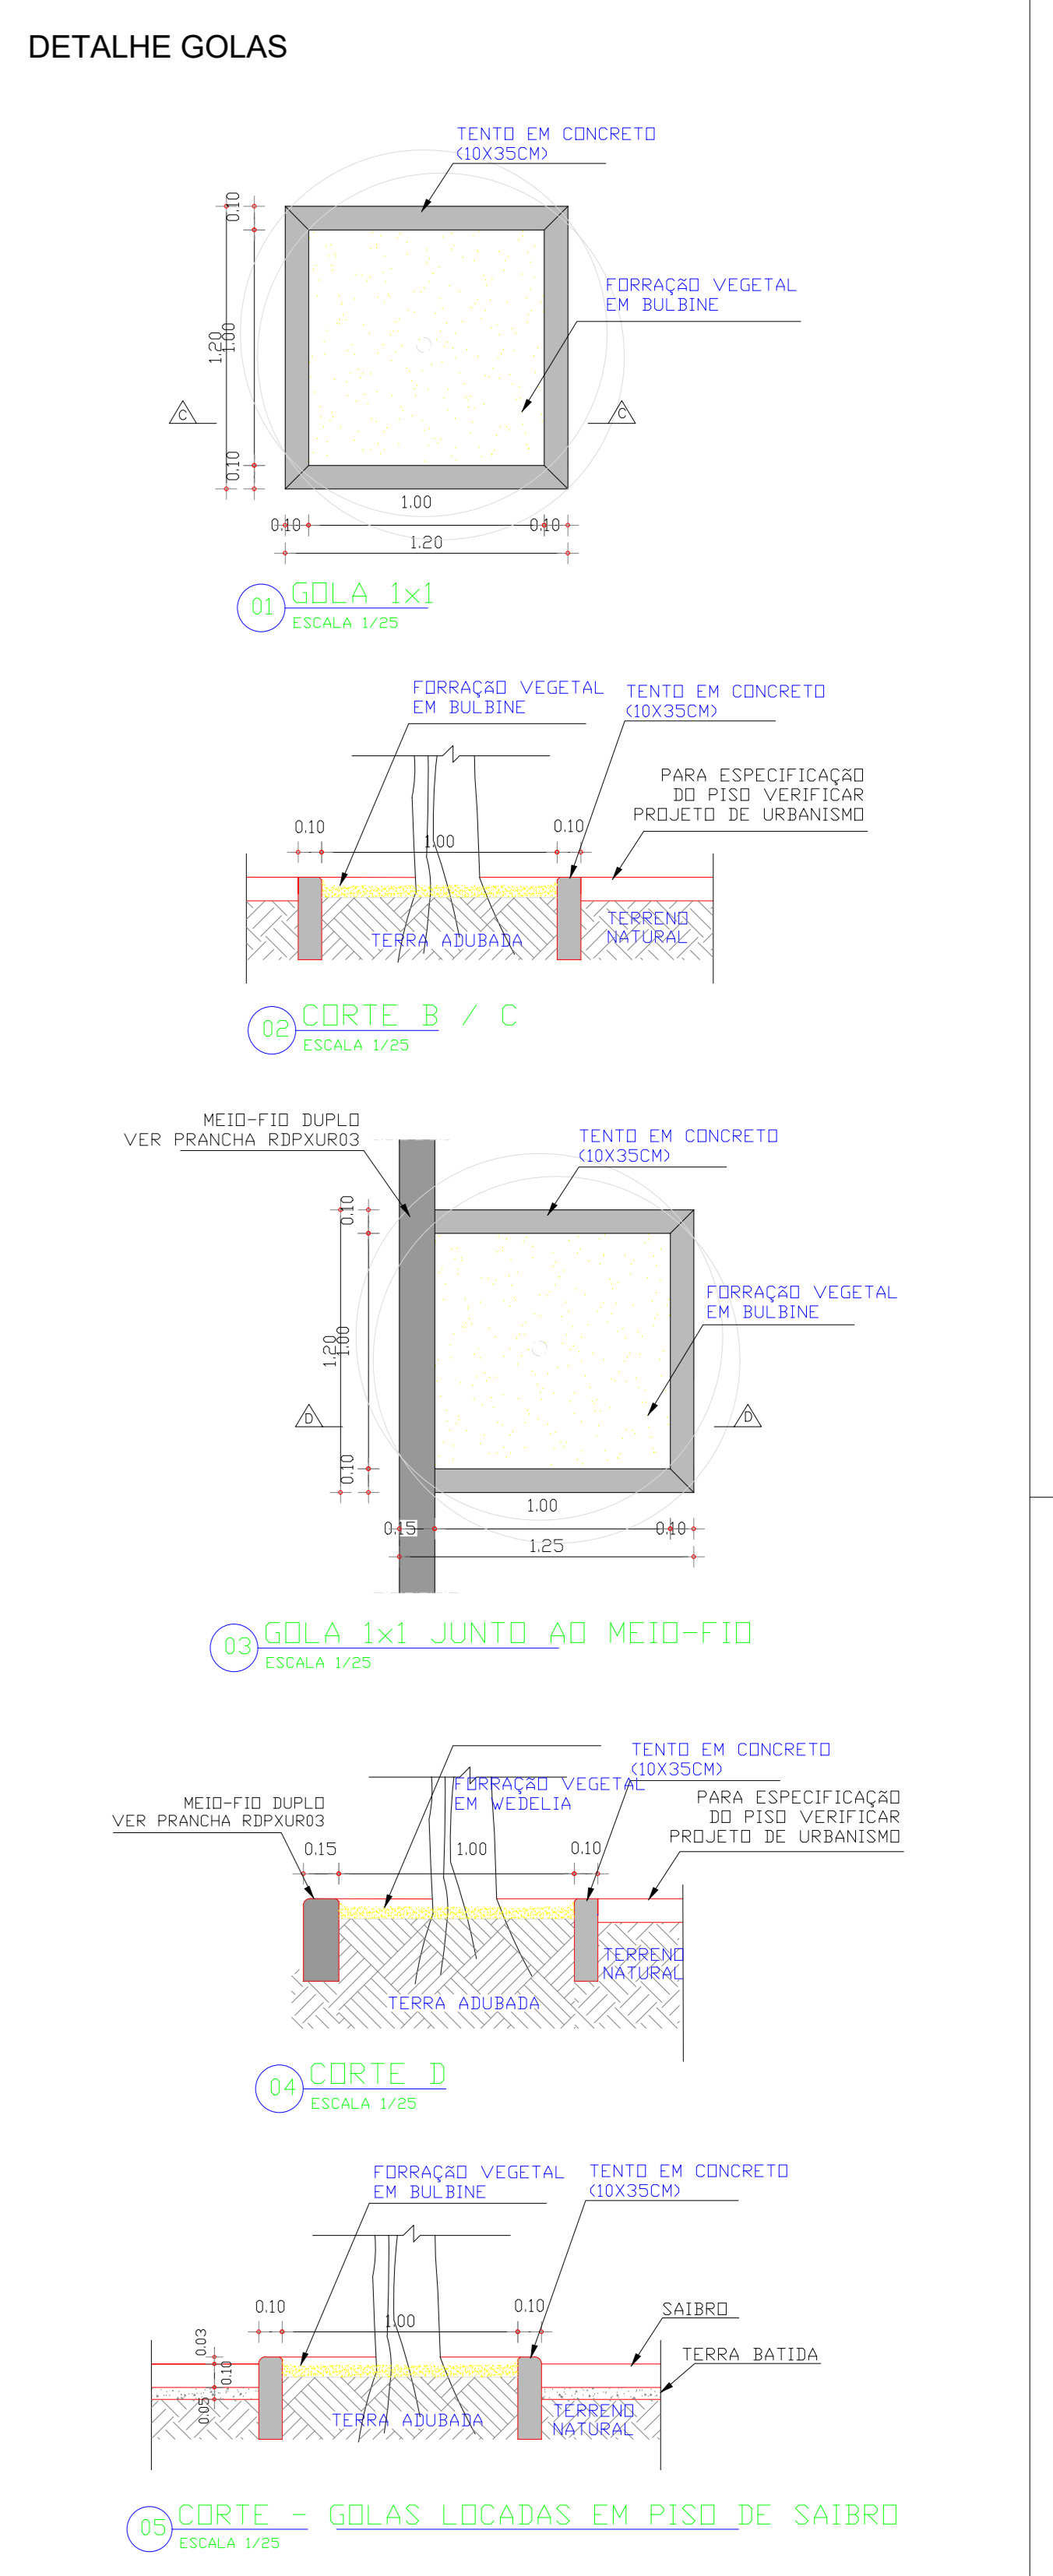 DETALHE GOLAS
TENTO EM CONCRETO
(10X35CM)
FORRAÇÃO VEGETAL
EM BULBINE
0.10
1.20
1.00
0.10
C
C
1.00
0.10
0.10
1.20
01
GOLA 1x1
ESCALA 1/25
FORRAÇÃO VEGETAL
EM BULBINE
TENTO EM CONCRETO
(10X35CM)
PARA ESPECIFICAÇÃO
DO PISO VERIFICAR
PROJETO DE URBANISMO
0.10
1.00
0.10
TERRA ADUBADA
TERRENO
NATURAL
02
CORTE B / C
ESCALA 1/25
MEIO-FIO DUPLO
VER PRANCHA RDPXUR03
TENTO EM CONCRETO
(10X35CM)
FORRAÇÃO VEGETAL
EM BULBINE
0.10
1.20
1.00
0.10
D
D
1.00
0.15
0.10
1.25
03
GOLA 1x1 JUNTO AO MEIO-FIO
ESCALA 1/25
TENTO EM CONCRETO
(10X35CM)
FORRAÇÃO VEGETAL
EM WEDELIA
MEIO-FIO DUPLO
VER PRANCHA RDPXUR03
PARA ESPECIFICAÇÃO
DO PISO VERIFICAR
PROJETO DE URBANISMO
0.15
1.00
0.10
TERRENO
NATURAL
TERRA ADUBADA
04
CORTE D
ESCALA 1/25
FORRAÇÃO VEGETAL
EM BULBINE
TENTO EM CONCRETO
(10X35CM)
0.10
1.00
0.10
SAIBRO
TERRA BATIDA
0.03
0.10
0.05
TERRA ADUBADA
TERRENO
NATURAL
05
CORTE - GOLAS LOCADAS EM PISO DE SAIBRO
ESCALA 1/25